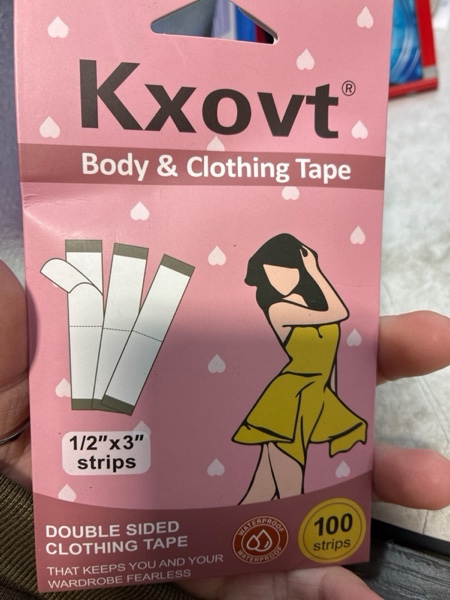 Kxovt®
Body & Clothing Tape
1/2"x3"
strips
DOUBLE SIDED
CLOTHING TAPE
THAT KEEPS YOU AND YOUR
WARDROBE FEARLESS
WATERPROOF
WATERPROOF
100
strips